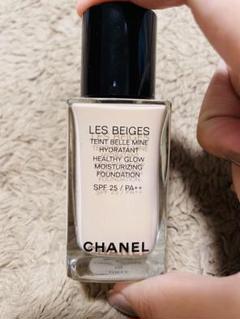 LES BEIGES
TEINT BELLE MINE
HYDRATANT
HEALTHY GLOW
MOISTURIZING
FOUNDATION
SPF 25 / PA++
CHANEL